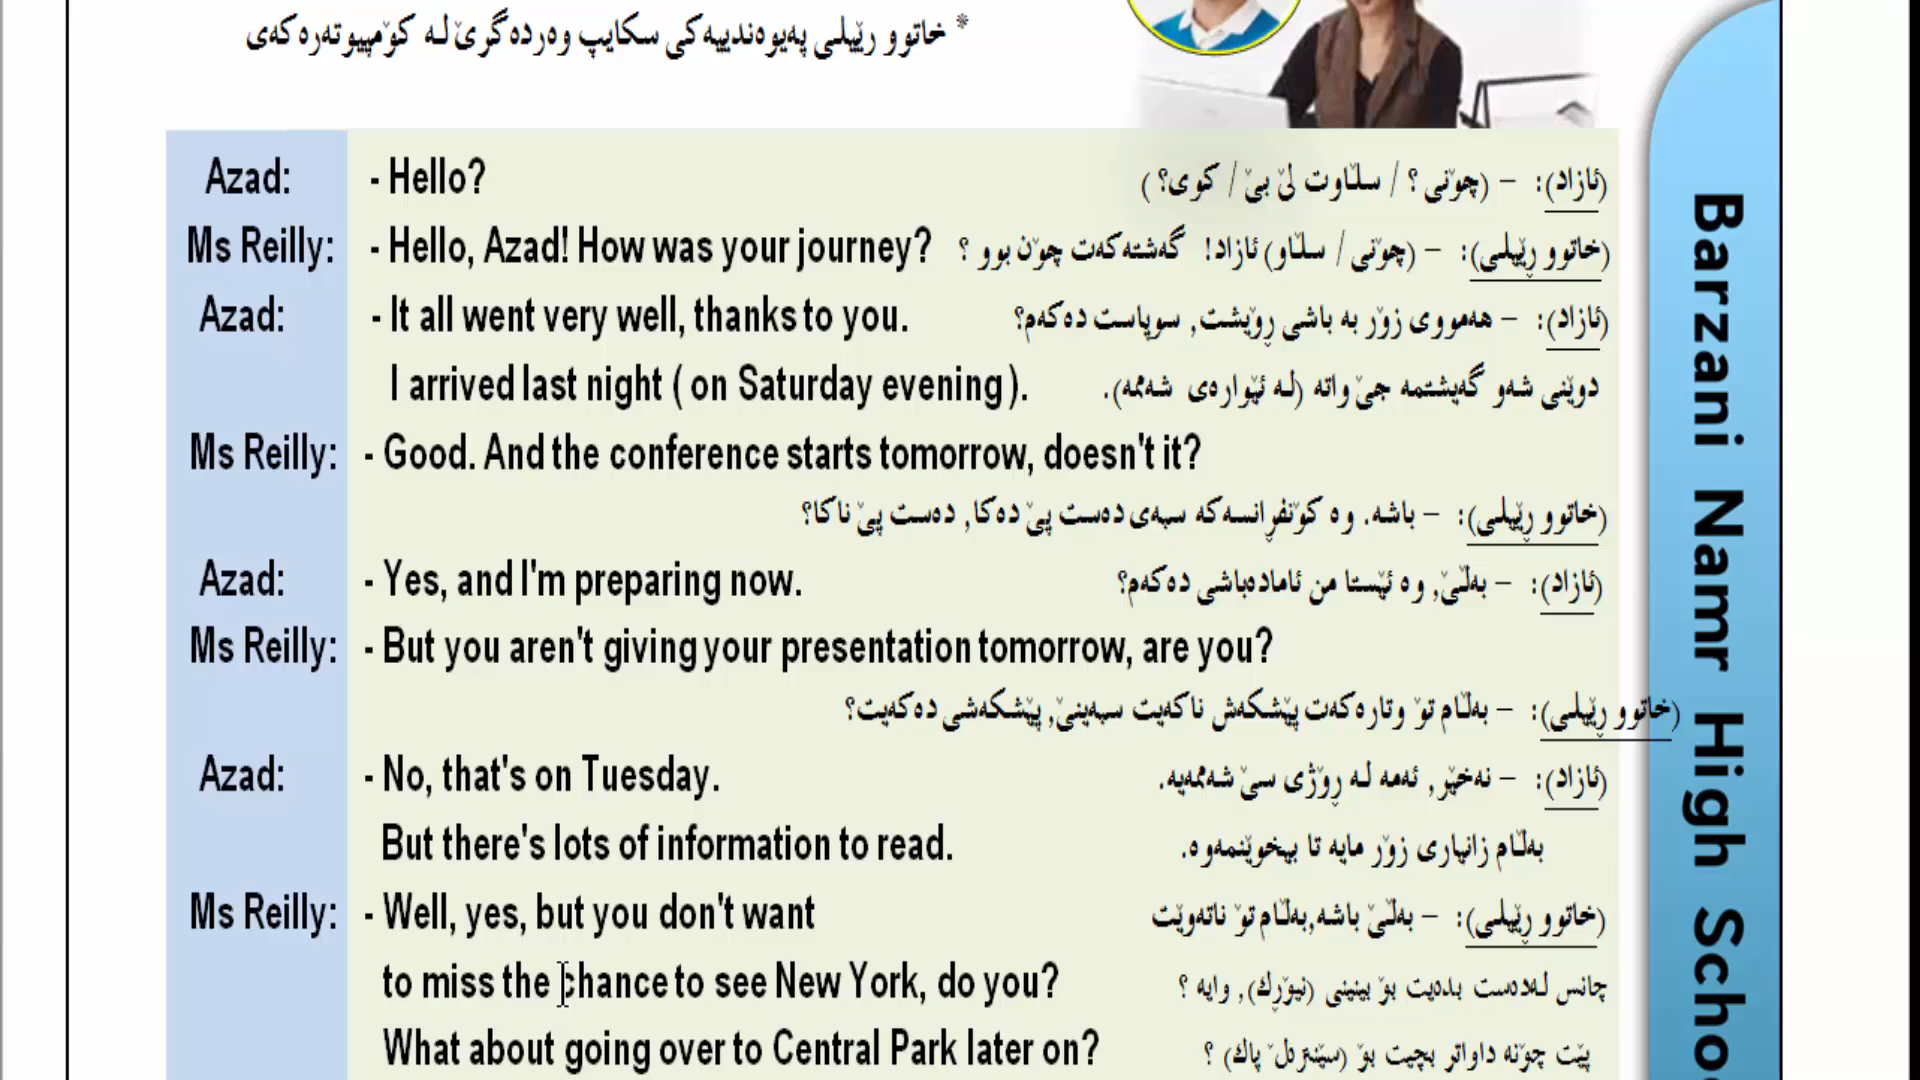 * خاتوو رێیلی پەیوەندییەکی سکایپ وەردەگرێ لە کۆمپیوتەرەکەی
Azad: - Hello? (ئازاد): – (چۆنی ؟ / سڵاوت لێ بێ / کوی؟ )
Ms Reilly: - Hello, Azad! How was your journey? (خاتوو ڕێیلی): – (چۆنی / سڵاو) ئازاد! گەشتەکەت چۆن بوو ؟
Azad: - It all went very well, thanks to you. (ئازاد): – هەمووی زۆر بە باشی ڕۆیشت, سوپاست دەکەم؟
I arrived last night ( on Saturday evening ). دوێنی شەو گەیشتمە جێ واتە (لە ئێوارەی شەممە).
Ms Reilly: - Good. And the conference starts tomorrow, doesn't it?
(خاتوو ڕێیلی): – باشە. وە کۆنفڕانسەکە سبەی دەست پێ دەکا, دەست پێ ناکا؟
Azad: - Yes, and I'm preparing now. (ئازاد): – بەڵێ, وە ئێستا من ئامادەباشی دەکەم؟
Ms Reilly: - But you aren't giving your presentation tomorrow, are you?
(خاتوو ڕێیلی): – بەڵام تۆ وتارەکەت پێشکەش ناکەیت سبەینێ, پێشکەشی دەکەیت؟
Azad: - No, that's on Tuesday. (ئازاد): – نەخێر, ئەمە لە ڕۆژی سێ شەممەیە.
But there's lots of information to read. بەڵام زانیاری زۆر مایە تا بیخوێنمەوە.
Ms Reilly: - Well, yes, but you don't want (خاتوو ڕێیلی): – بەڵێ باشە,بەڵام تۆ ناتەوێت
to miss the chance to see New York, do you? چانس لەدەست بدەیت بۆ بینینی (نیۆڕك), وایە ؟
What about going over to Central Park later on? پێت چۆنە داواتر بچیت بۆ (سێنتڕڵ پاك) ؟
Barzani Namr High Schoo